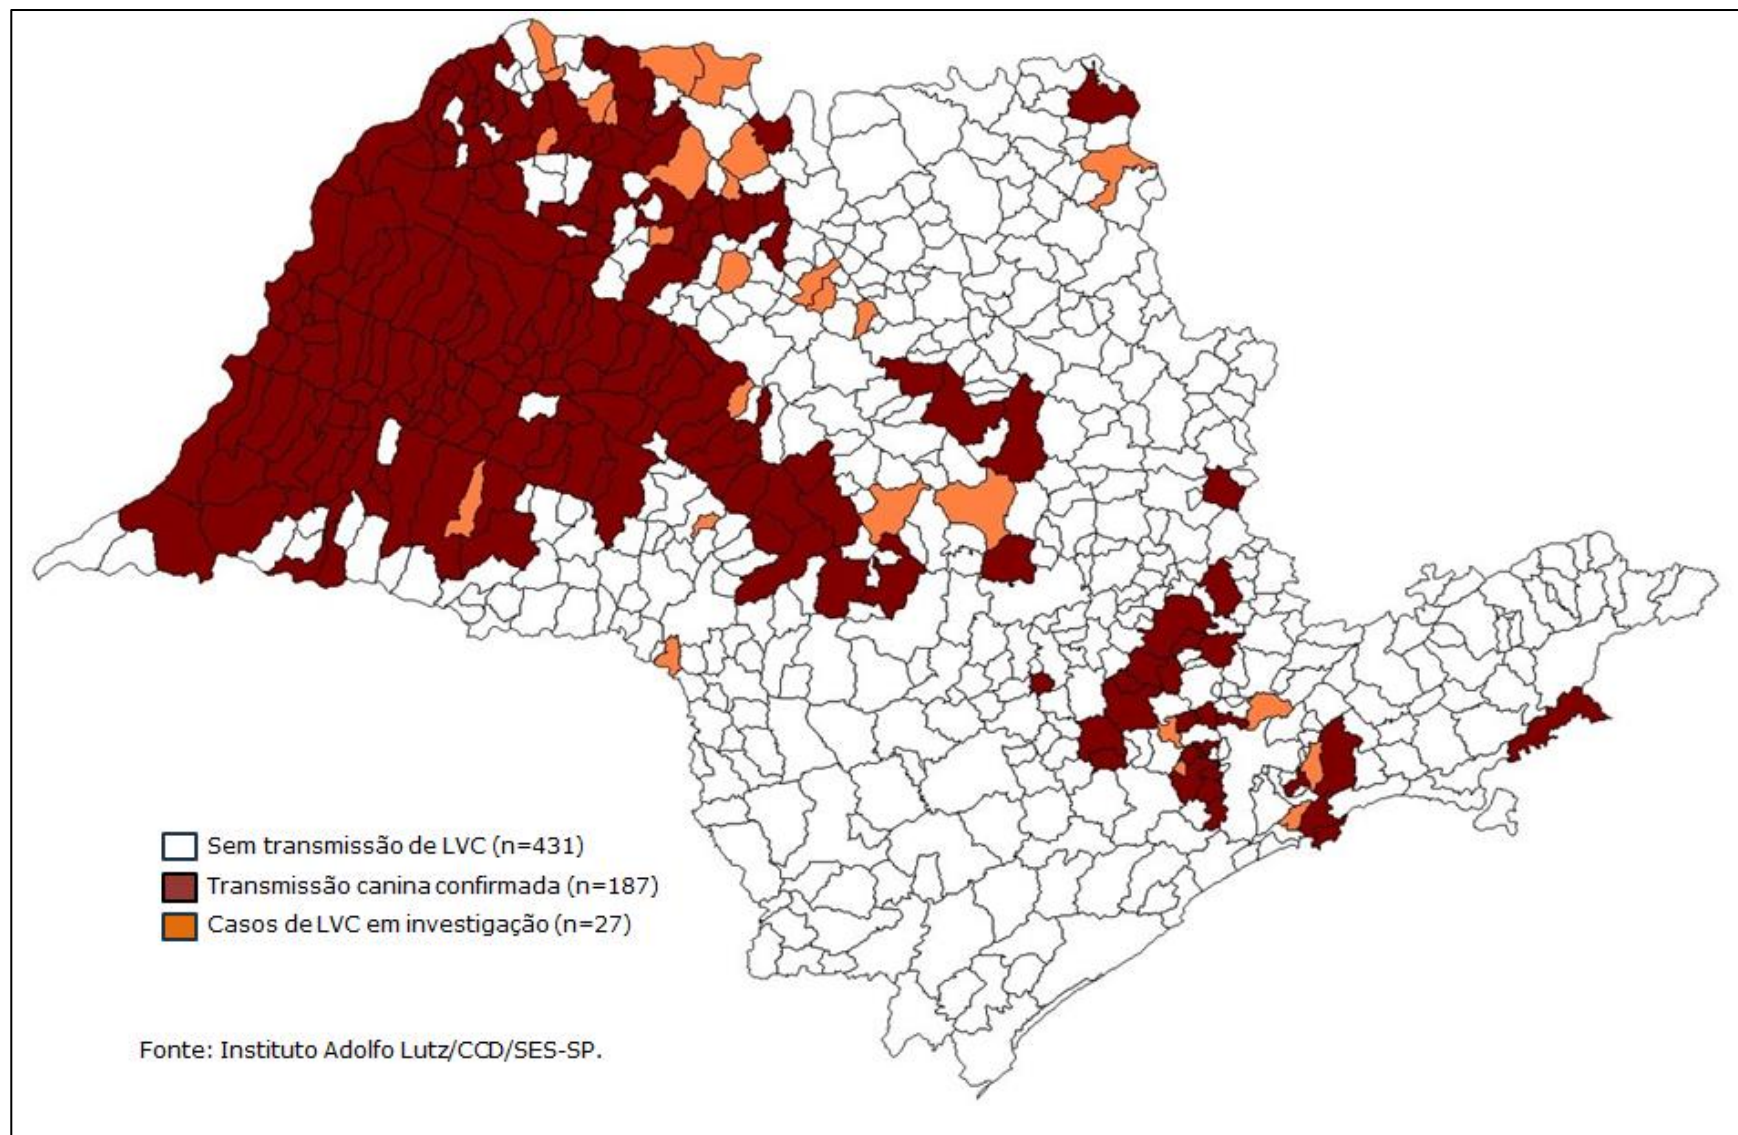 Sem transmissão de LVC (n=431)
Transmissão canina confirmada (n=187)
Casos de LVC em investigação (n=27)
Fonte: Instituto Adolfo Lutz/CCD/SES-SP.